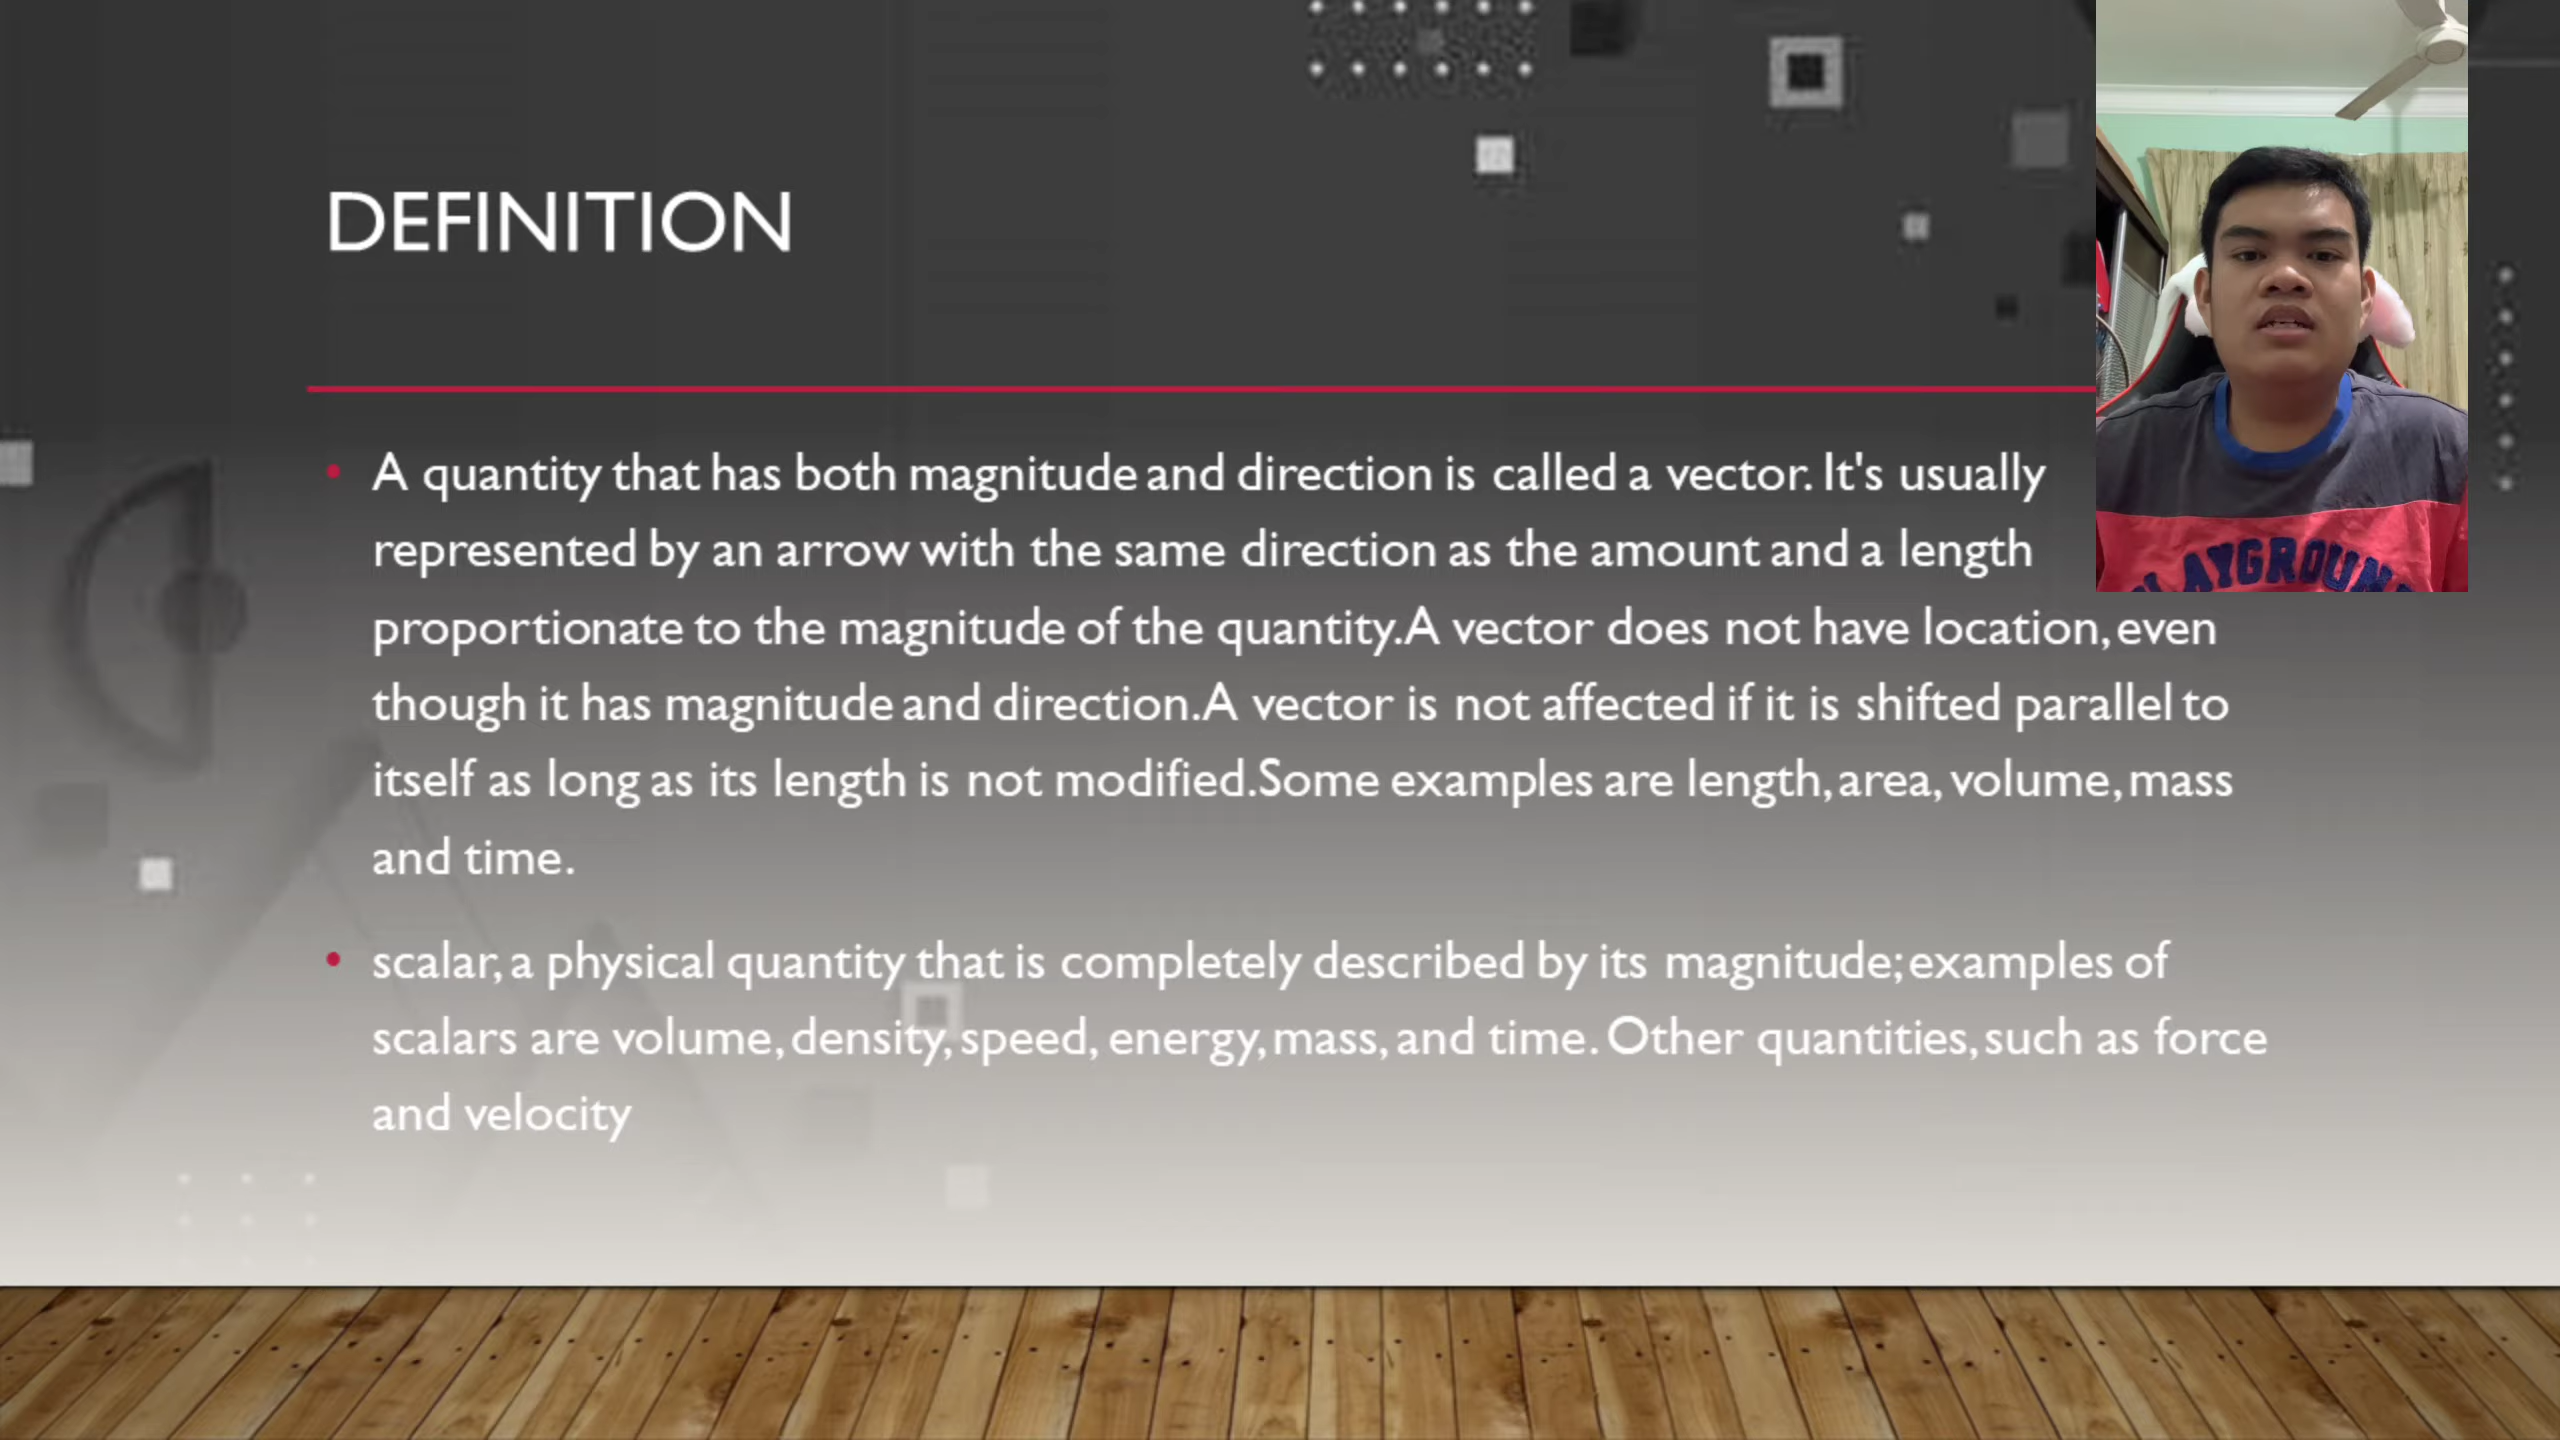 DEFINITION
A quantity that has both magnitude and direction is called a vector. It's usually
represented by an arrow with the same direction as the amount and a length
proportionate to the magnitude of the quantity. A vector does not have location, even
though it has magnitude and direction. A vector is not affected if it is shifted parallel to
itself as long as its length is not modified. Some examples are length, area, volume, mass
and time.
scalar, a physical quantity that is completely described by its magnitude; examples of
scalars are volume, density, speed, energy, mass, and time. Other quantities, such as force
and velocity